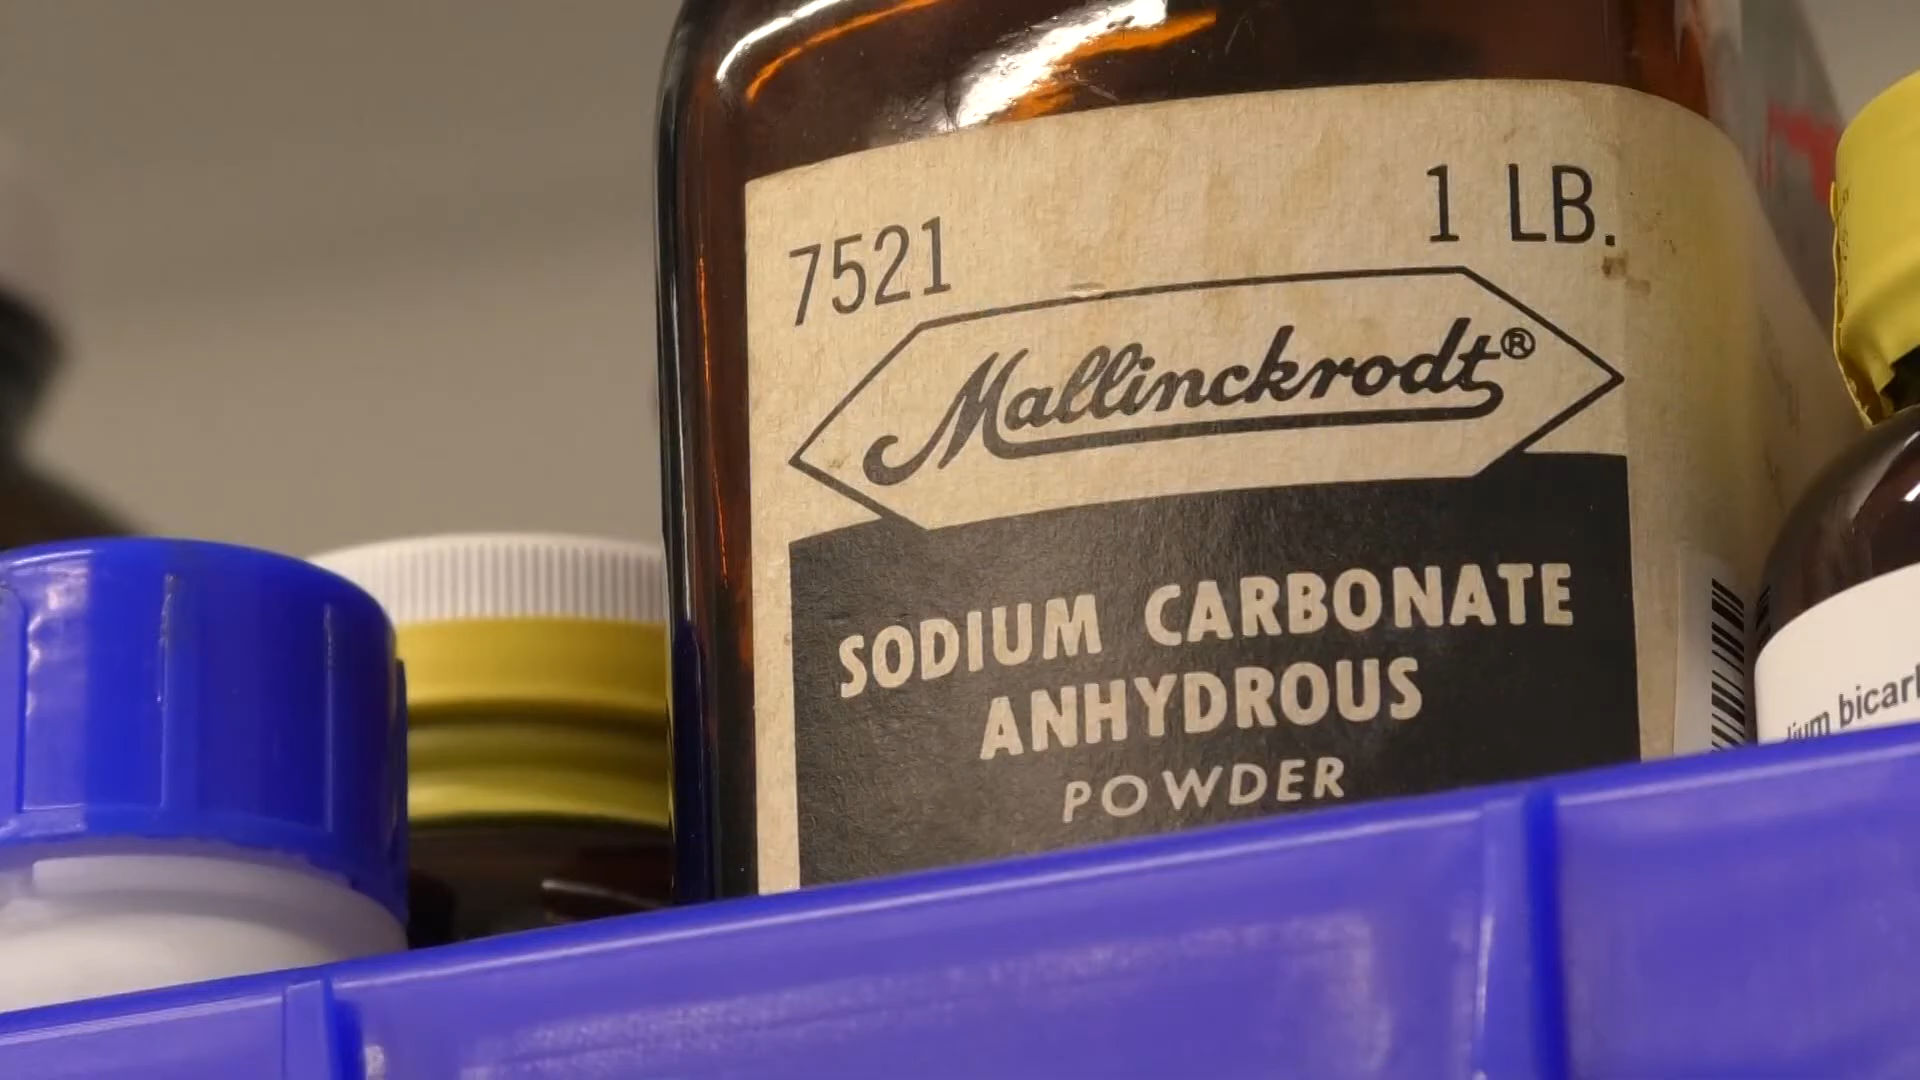 7521
1 LB.
Mallinckrodt®
SODIUM CARBONATE
ANHYDROUS
POWDER